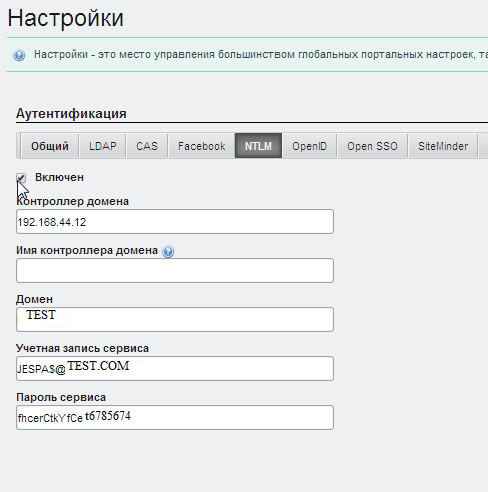 Настройки
Настройки - это место управления большинством глобальных портальных настроек, та
Аутентификация
Общий LDAP CAS Facebook NTLM OpenID Open SSO SiteMinder
Включен
Контроллер домена
192.168.44.12
Имя контроллера домена
Домен
TEST
Учетная запись сервиса
JESPA$@TEST.COM
Пароль сервиса
fhcerCtkYfCet6785674